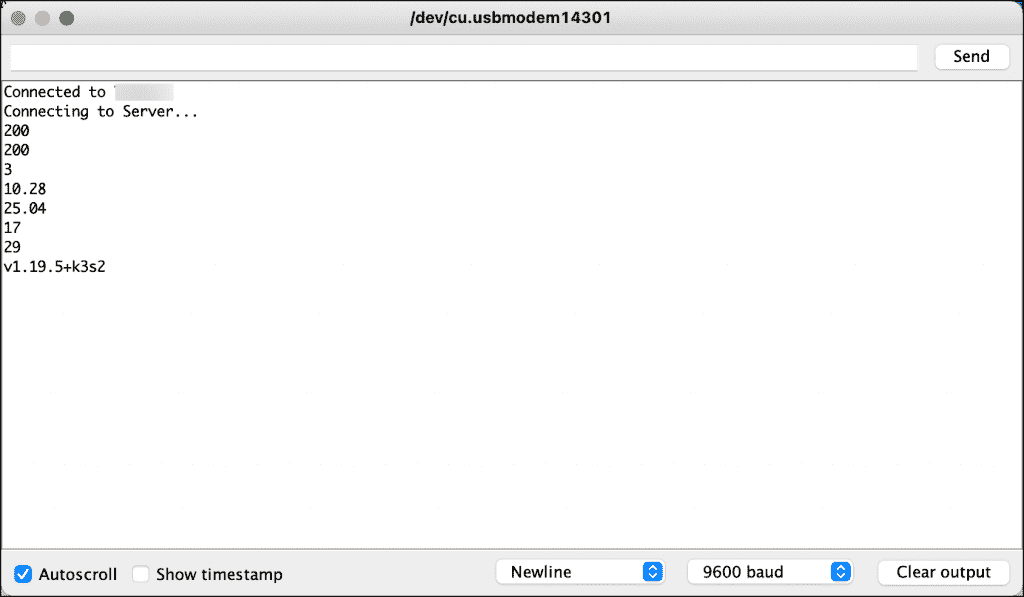 /dev/cu.usbmodem14301
Send
Connected to
Connecting to Server...
200
200
3
10.28
25.04
17
29
v1.19.5+k3s2
Autoscroll
Show timestamp
Newline
9600 baud
Clear output